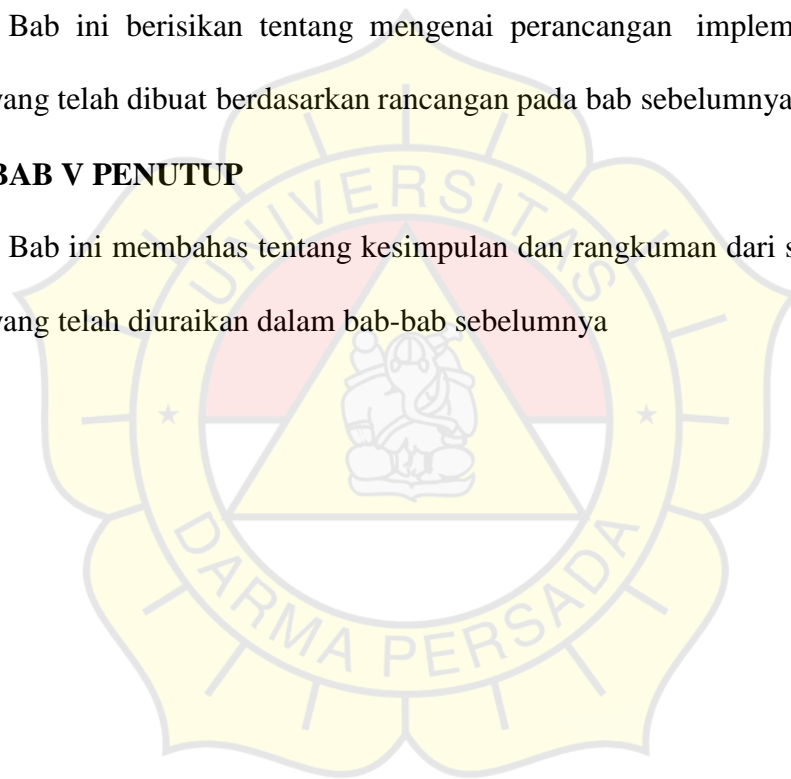 Bab ini berisikan tentang mengenai perancangan
yang telah dibuat berdasarkan rancangan pada bab sebelumnya
BAB V PENUTUP
Bab ini membahas tentang kesimpulan dan rangkuman dari
yang telah diuraikan dalam bab-bab sebelumnya
UNIVERSITAS
DARMA PERSADA